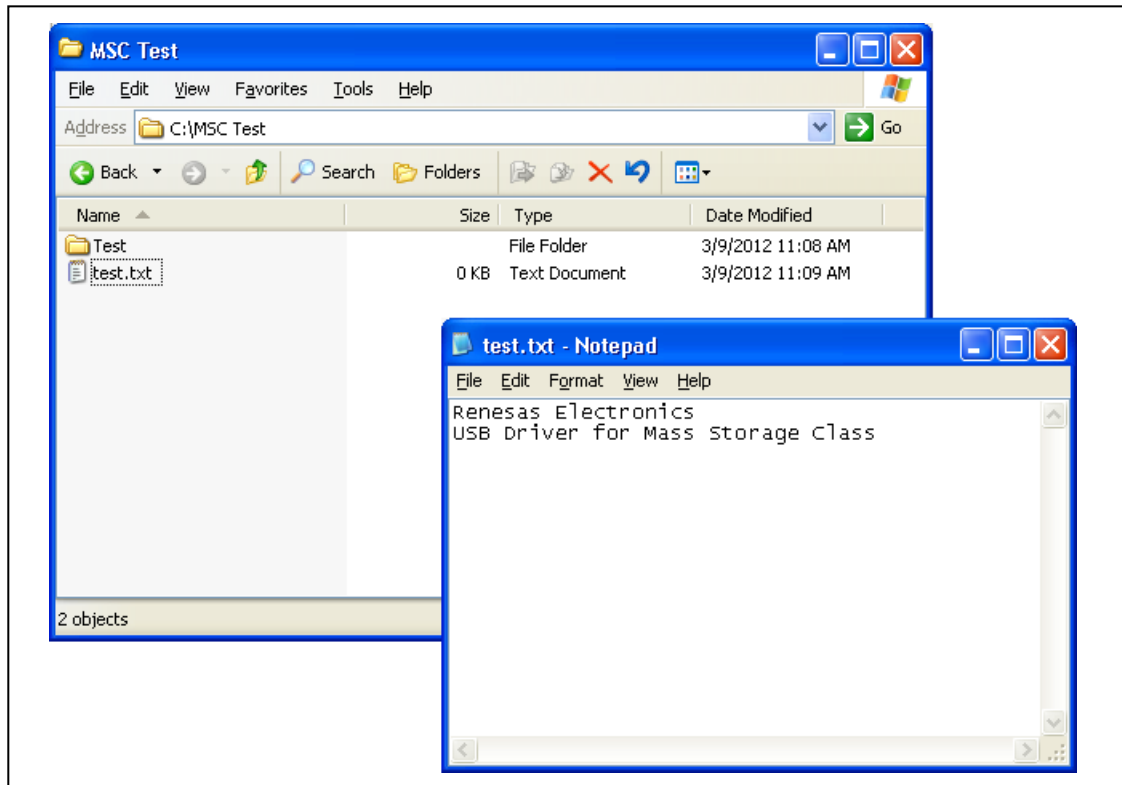 MSC Test
File Edit View Favorites Tools Help
Address C:\MSC Test Go
Back Search Folders
Name Size Type Date Modified
Test File Folder 3/9/2012 11:08 AM
test.txt 0 KB Text Document 3/9/2012 11:09 AM
2 objects
test.txt - Notepad
File Edit Format View Help
Renesas Electronics
USB Driver for Mass Storage Class